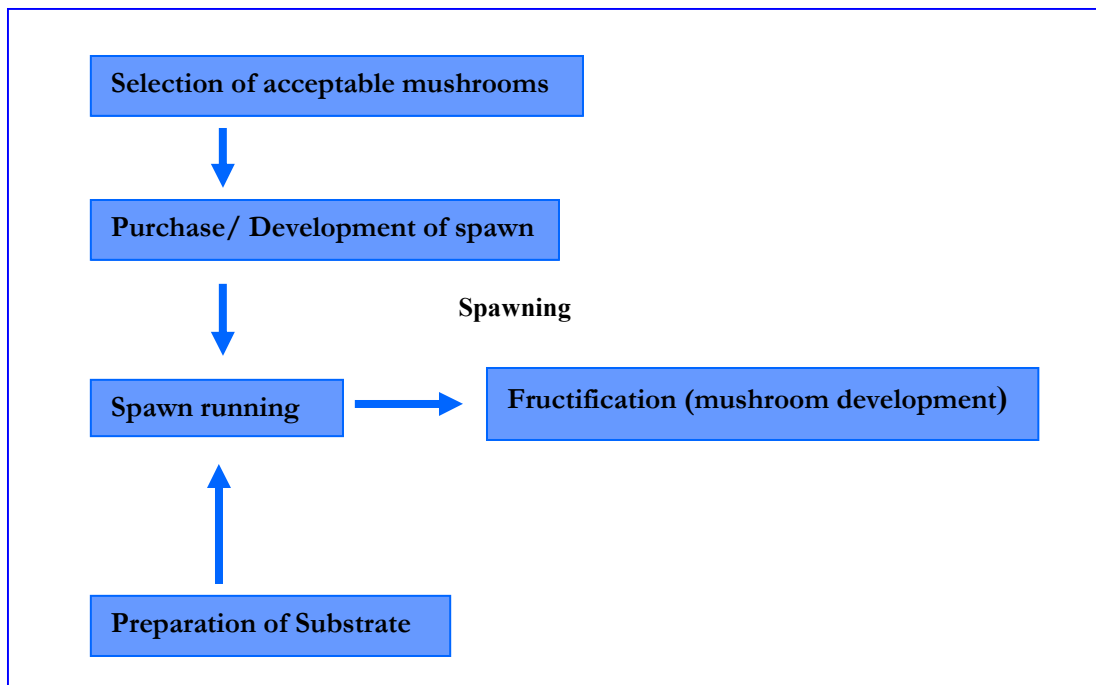 Selection of acceptable mushrooms
Purchase/ Development of spawn
Spawning
Spawn running
Fructification (mushroom development)
Preparation of Substrate